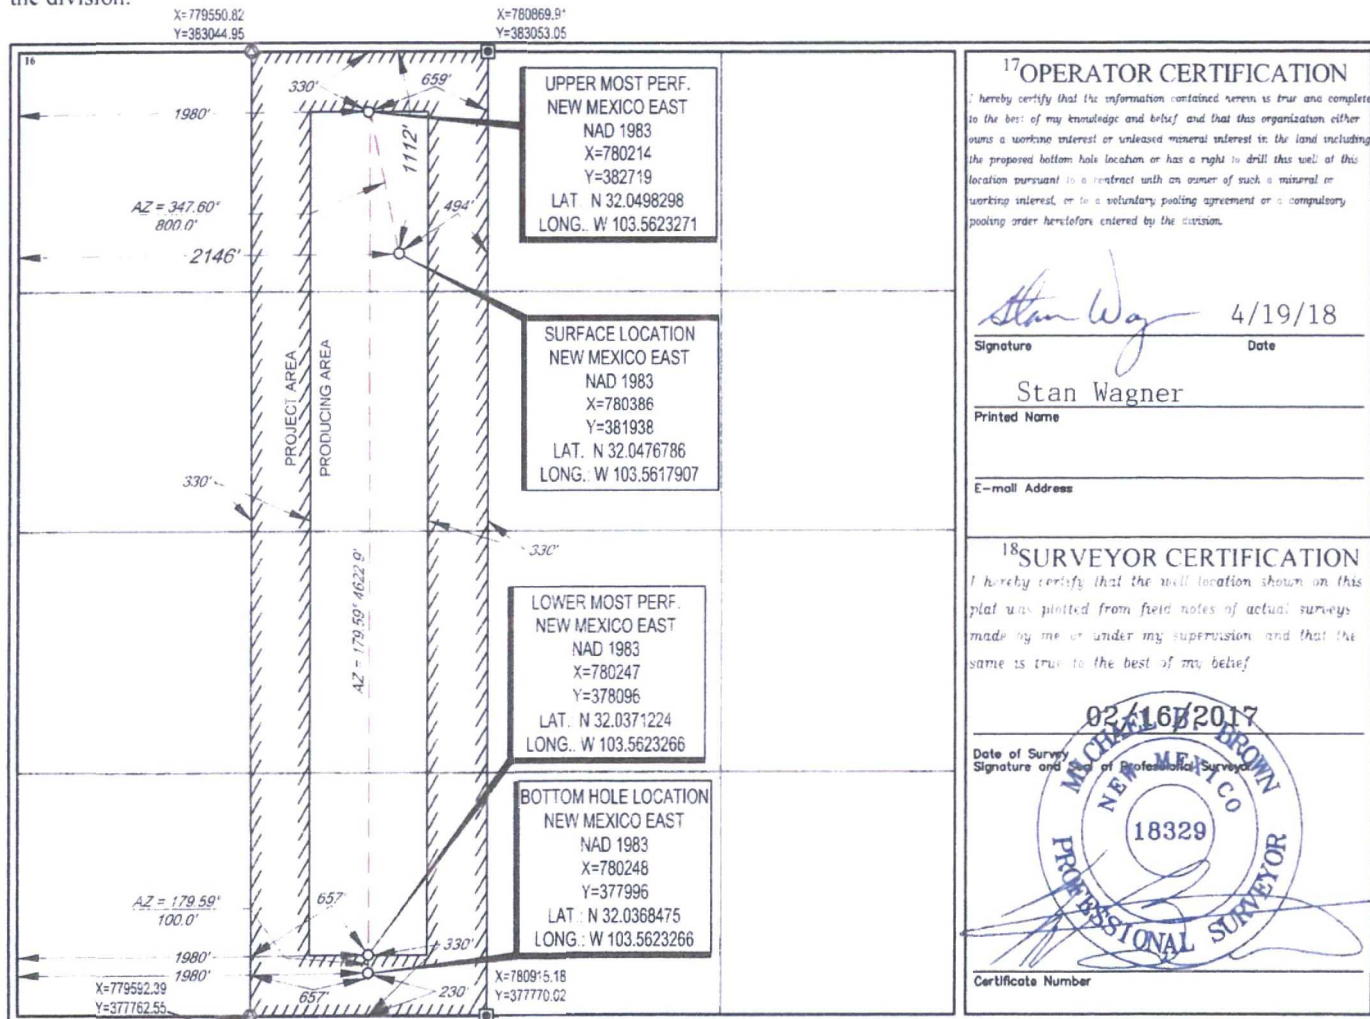 the division.
X=779550.82
Y=383044.95
X=780869.9*
Y=383053.05
16
330'
659'
1980'
1112'
AZ = 347.60°
800.0'
494'
2146'
UPPER MOST PERF.
NEW MEXICO EAST
NAD 1983
X=780214
Y=382719
LAT. N 32.0498298
LONG.. W 103.5623271
SURFACE LOCATION
NEW MEXICO EAST
NAD 1983
X=780386
Y=381938
LAT. N 32.0476786
LONG.: W 103.5617907
PROJECT AREA
PRODUCING AREA
330'
330'
AZ = 179.59° 4622.9'
LOWER MOST PERF.
NEW MEXICO EAST
NAD 1983
X=780247
Y=378096
LAT. N 32.0371224
LONG.. W 103.5623266
BOTTOM HOLE LOCATION
NEW MEXICO EAST
NAD 1983
X=780248
Y=377996
LAT.: N 32.0368475
LONG.: W 103.5623266
AZ = 179.59°
100.0'
657'
330'
1980'
1980'
657'
230'
X=779592.39
Y=377762.55
X=780915.18
Y=377770.02
17 OPERATOR CERTIFICATION
I hereby certify that the information contained herein is true and complete
to the best of my knowledge and belief and that this organization either
owns a working interest or unleased mineral interest in the land including
the proposed bottom hole location or has a right to drill this well at this
location pursuant to a contract with an owner of such a mineral or
working interest, or to a voluntary pooling agreement or a compulsory
pooling order heretofore entered by the division.
Stan Wag
4/19/18
Signature Date
Stan Wagner
Printed Name
E-mail Address
18 SURVEYOR CERTIFICATION
I hereby certify that the well location shown on this
plat was plotted from field notes of actual surveys
made by me or under my supervision and that the
same is true to the best of my belief
02/16/2017
Date of Survey
Signature and Seal of Professional Surveyor
MICHAEL B. BROWN
NEW MEXICO
18329
PROFESSIONAL SURVEYOR
Certificate Number